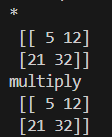 *
[[ 5 12]
[21 32]]
multiply
[[ 5 12]
[21 32]]